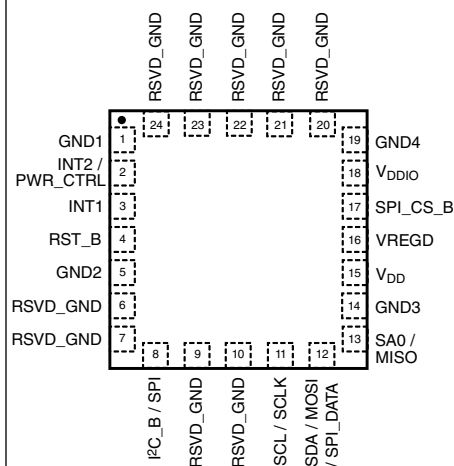 RSVD_GND
RSVD_GND
RSVD_GND
RSVD_GND
RSVD_GND
24
23
22
21
20
GND1
1
INT2 /
PWR_CTRL
2
INT1
3
RST_B
4
GND2
5
RSVD_GND
6
RSVD_GND
7
19
GND4
18
VDDIO
17
SPI_CS_B
16
VREGD
15
VDD
14
GND3
13
SA0 /
MISO
8
9
10
11
12
I²C_B / SPI
RSVD_GND
RSVD_GND
SCL / SCLK
SDA / MOSI
/ SPI_DATA